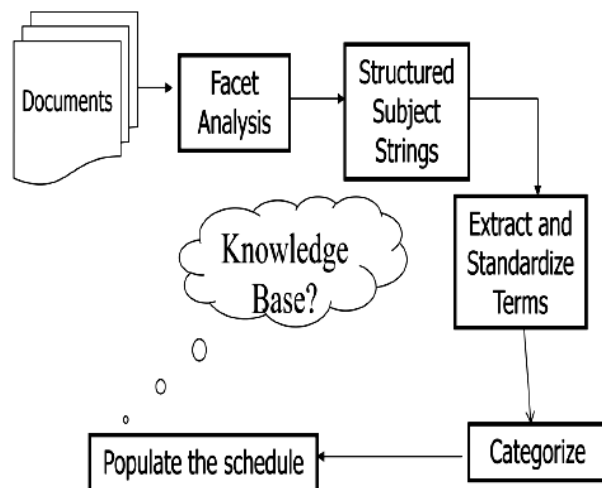 Documents
Facet
Analysis
Structured
Subject
Strings
Extract and
Standardize
Terms
Knowledge
Base?
Categorize
Populate the schedule